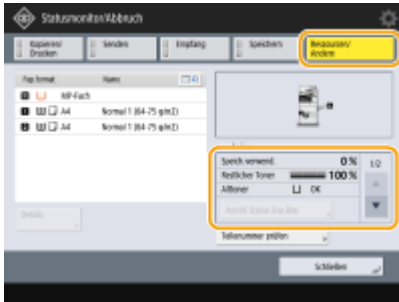 Statusmonitor/Abbruch
Kopieren/
Drucken
Senden
Empfang
Speichern
Ressourcen/
Andere
Pap.format
Name
MP-Fach
A4 Normal 1 (64-75 g/m2)
A4 Normal 1 (64-75 g/m2)
Details
Speich verwend. 0 %
Restlicher Toner 100 %
Alttoner OK
1/2
Teilenummer prüfen
Schließen